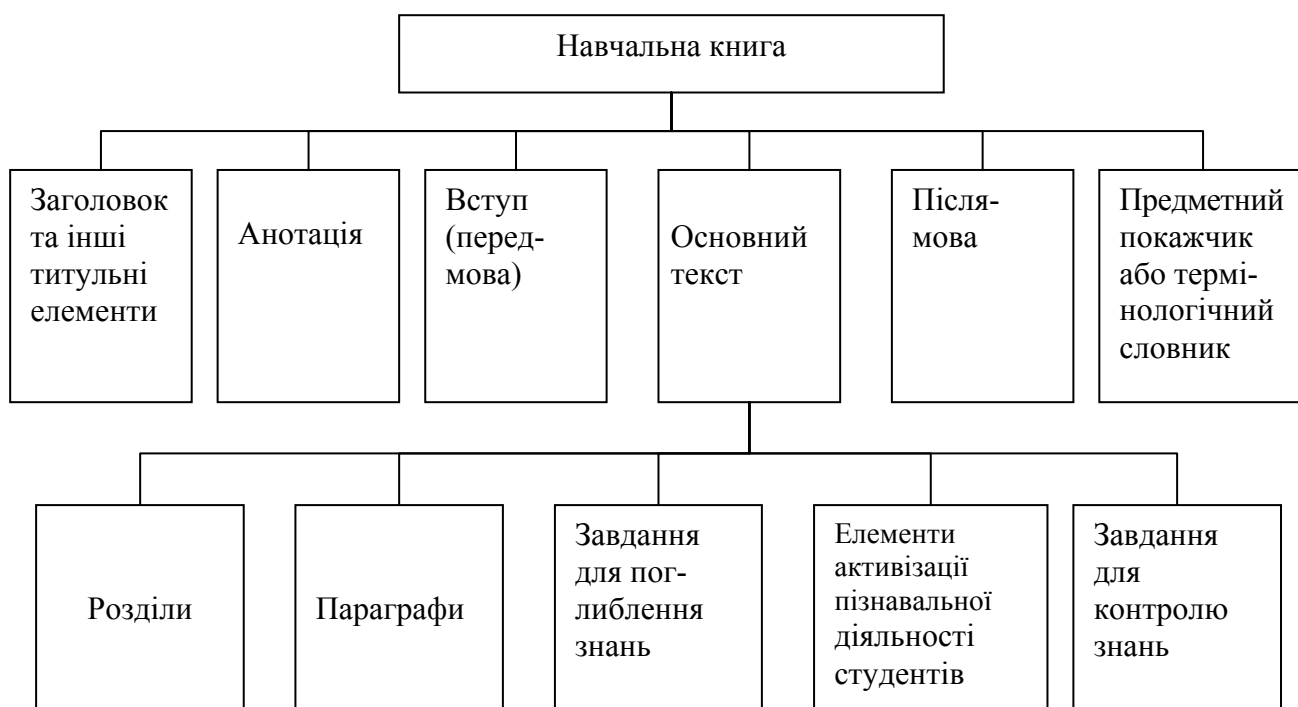 Навчальна книга
Заголовок
та інші
титульні
елементи
Анотація
Вступ
(перед-
мова)
Основний
текст
Після-
мова
Предметний
покажчик
або термі-
нологічний
словник
Розділи
Параграфи
Завдання
для пог-
либлення
знань
Елементи
активізації
пізнавальної
діяльності
студентів
Завдання
для
контролю
знань